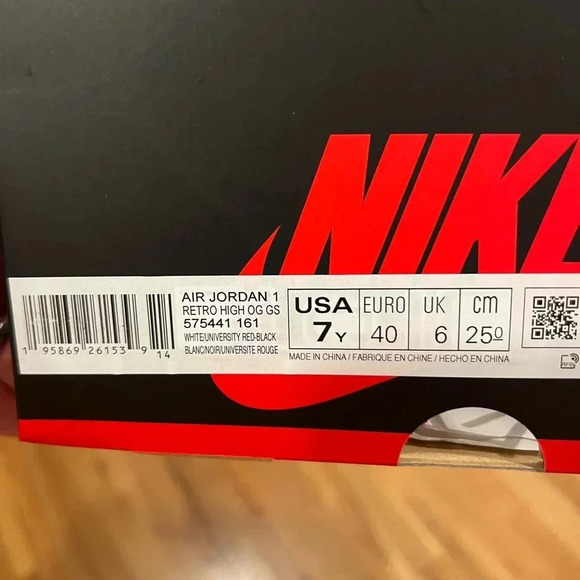 NIKE
AIR JORDAN 1
RETRO HIGH OG GS
575441 161
WHITE/UNIVERSITY RED-BLACK
BLANC/NOIR/UNIVERSITE ROUGE
1 95869 26153 9 14
USA EURO UK CM
7Y 40 6 250
MADE IN CHINA / FABRIQUE EN CHINE / HECHO EN CHINA
RFID